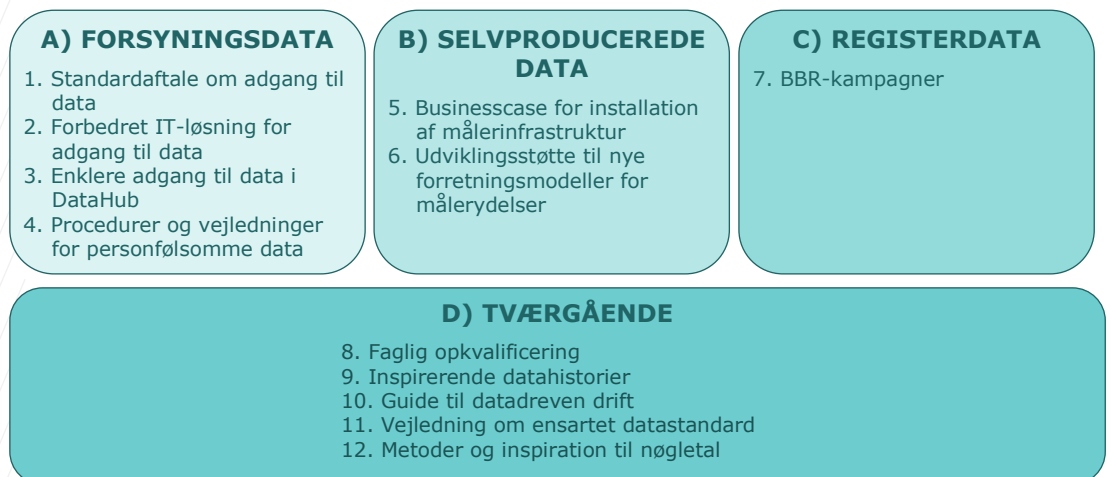 A) FORSYNINGSDATA
1. Standardaftale om adgang til
data
2. Forbedret IT-løsning for
adgang til data
3. Enklere adgang til data i
DataHub
4. Procedurer og vejledninger
for personfølsomme data
B) SELVPRODUCEREDE
DATA
5. Businesscase for installation
af målerinfrastruktur
6. Udviklingsstøtte til nye
forretningsmodeller for
målerydelser
C) REGISTERDATA
7. BBR-kampagner
D) TVÆRGÅENDE
8. Faglig opkvalificering
9. Inspirerende datahistorier
10. Guide til datadreven drift
11. Vejledning om ensartet datastandard
12. Metoder og inspiration til nøgletal